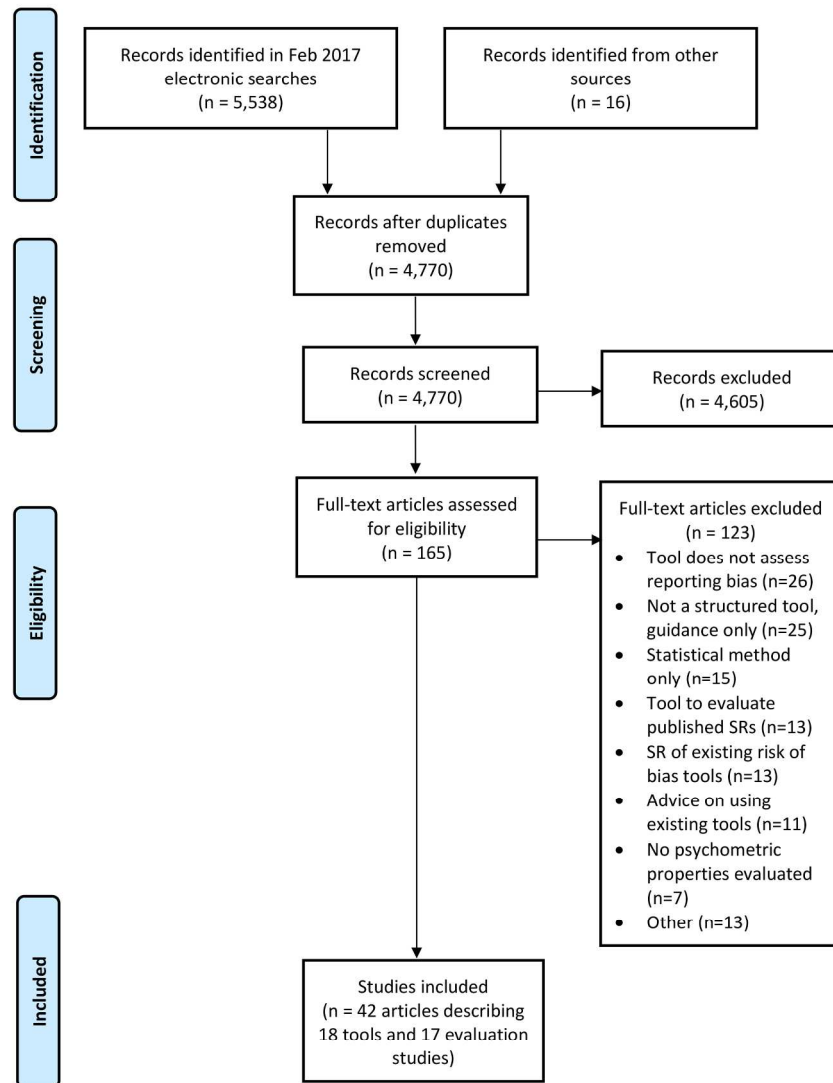 Identification
Records identified in Feb 2017
electronic searches
(n = 5,538)
Records identified from other
sources
(n = 16)
Records after duplicates
removed
(n = 4,770)
Screening
Records screened
(n = 4,770)
Records excluded
(n = 4,605)
Eligibility
Full-text articles assessed
for eligibility
(n = 165)
Full-text articles excluded
(n = 123)
• Tool does not assess
reporting bias (n=26)
• Not a structured tool,
guidance only (n=25)
• Statistical method
only (n=15)
• Tool to evaluate
published SRs (n=13)
• SR of existing risk of
bias tools (n=13)
• Advice on using
existing tools (n=11)
• No psychometric
properties evaluated
(n=7)
• Other (n=13)
Included
Studies included
(n = 42 articles describing
18 tools and 17 evaluation
studies)